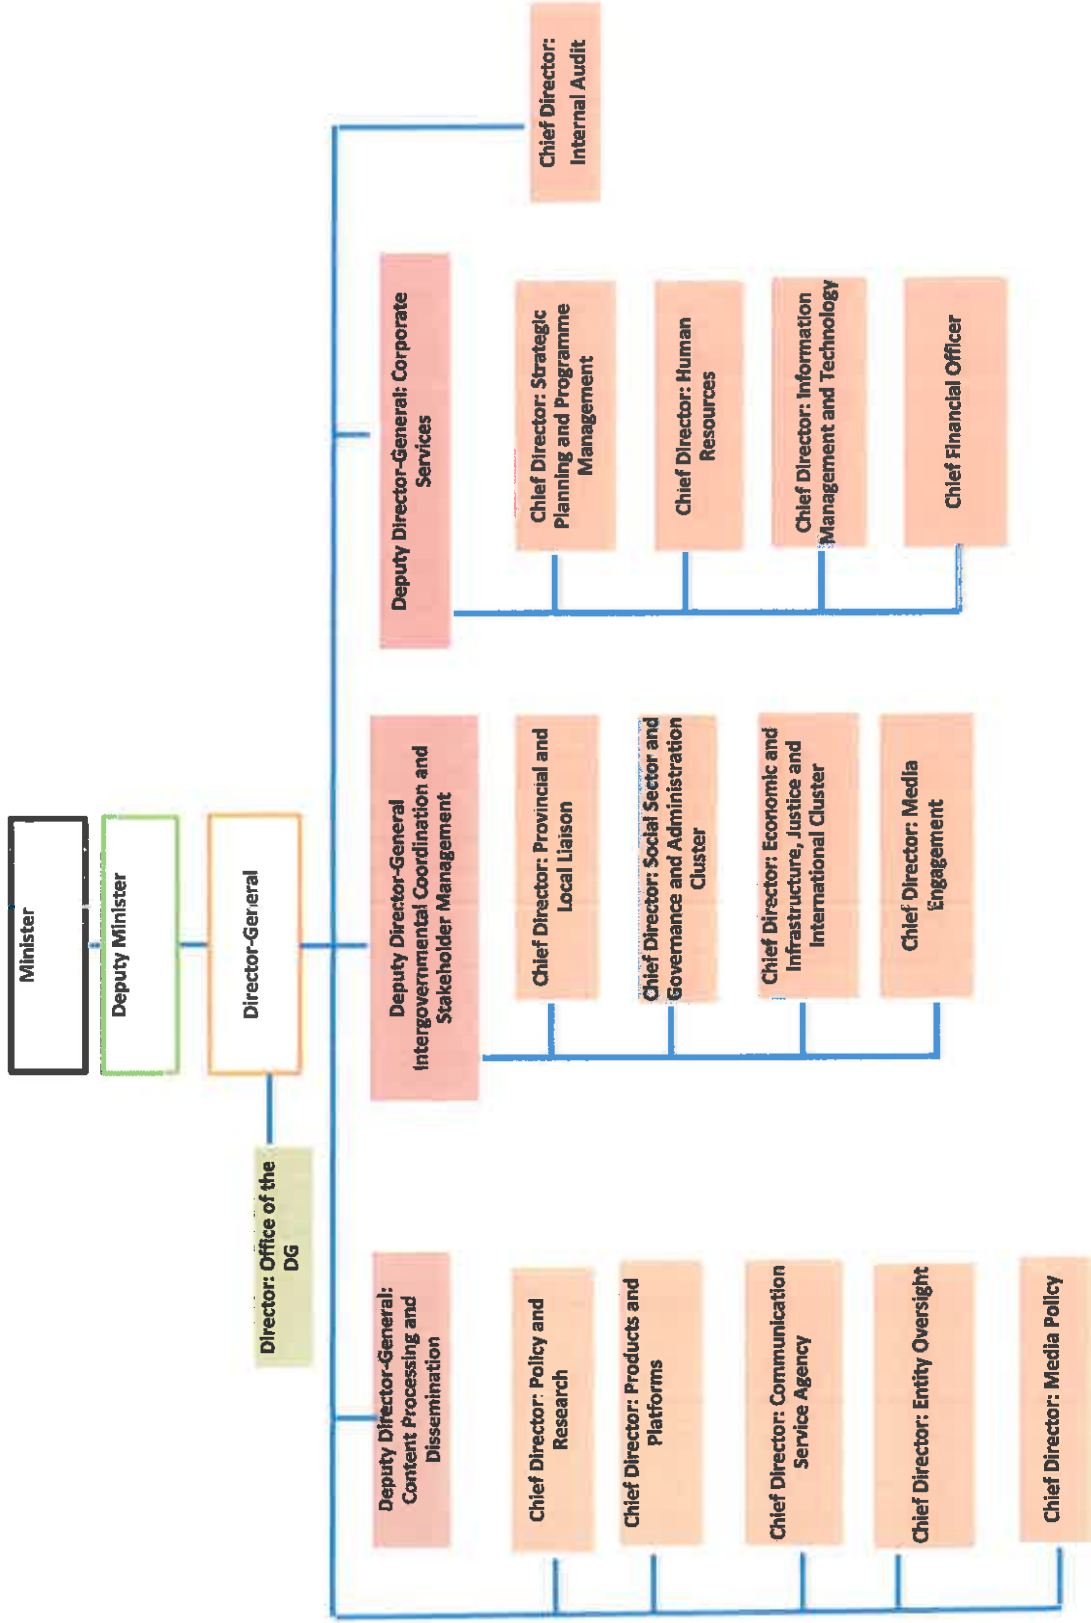 Minister
Deputy Minister
Director-General
Director: Office of the
DG
Deputy Director-General:
Content Processing and
Dissemination
Chief Director: Policy and
Research
Chief Director: Products and
Platforms
Chief Director: Communication
Service Agency
Chief Director: Entity Oversight
Chief Director: Media Policy
Deputy Director-General
Intergovernmental Coordination and
Stakeholder Management
Chief Director: Provincial and
Local Liaison
Chief Director: Social Sector and
Governance and Administration
Cluster
Chief Director: Economic and
Infrastructure, Justice and
International Cluster
Chief Director: Media
Engagement
Deputy Director-General: Corporate
Services
Chief Director: Strategic
Planning and Programme
Management
Chief Director: Human
Resources
Chief Director: Information
Management and Technology
Chief Financial Officer
Chief Director:
Internal Audit